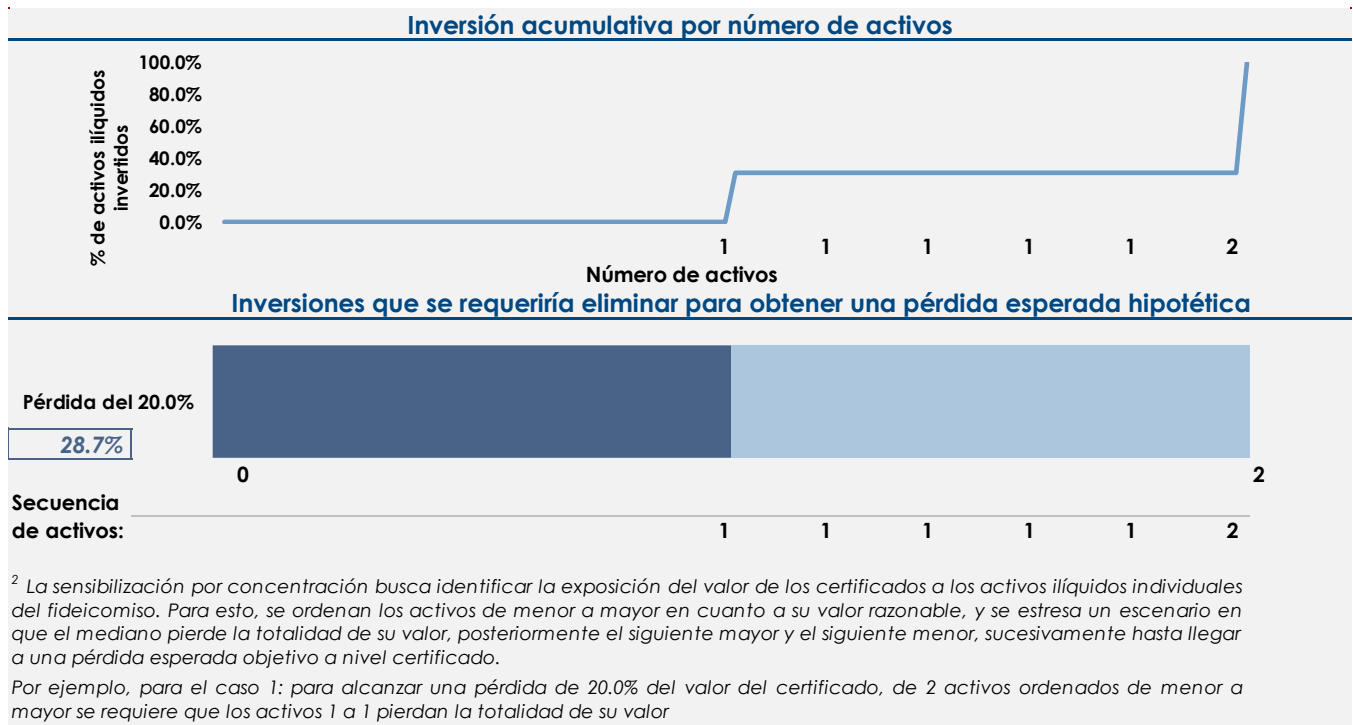 Inversión acumulativa por número de activos
% de activos ilíquidos
invertidos
100.0%
80.0%
60.0%
40.0%
20.0%
0.0%
1 1 1 1 1 2
Número de activos
Inversiones que se requeriría eliminar para obtener una pérdida esperada hipotética
Pérdida del 20.0%
28.7%
0 2
Secuencia
de activos: 1 1 1 1 1 2
2 La sensibilización por concentración busca identificar la exposición del valor de los certificados a los activos ilíquidos individuales
del fideicomiso. Para esto, se ordenan los activos de menor a mayor en cuanto a su valor razonable, y se estresa un escenario en
que el mediano pierde la totalidad de su valor, posteriormente el siguiente mayor y el siguiente menor, sucesivamente hasta llegar
a una pérdida esperada objetivo a nivel certificado.
Por ejemplo, para el caso 1: para alcanzar una pérdida de 20.0% del valor del certificado, de 2 activos ordenados de menor a
mayor se requiere que los activos 1 a 1 pierdan la totalidad de su valor